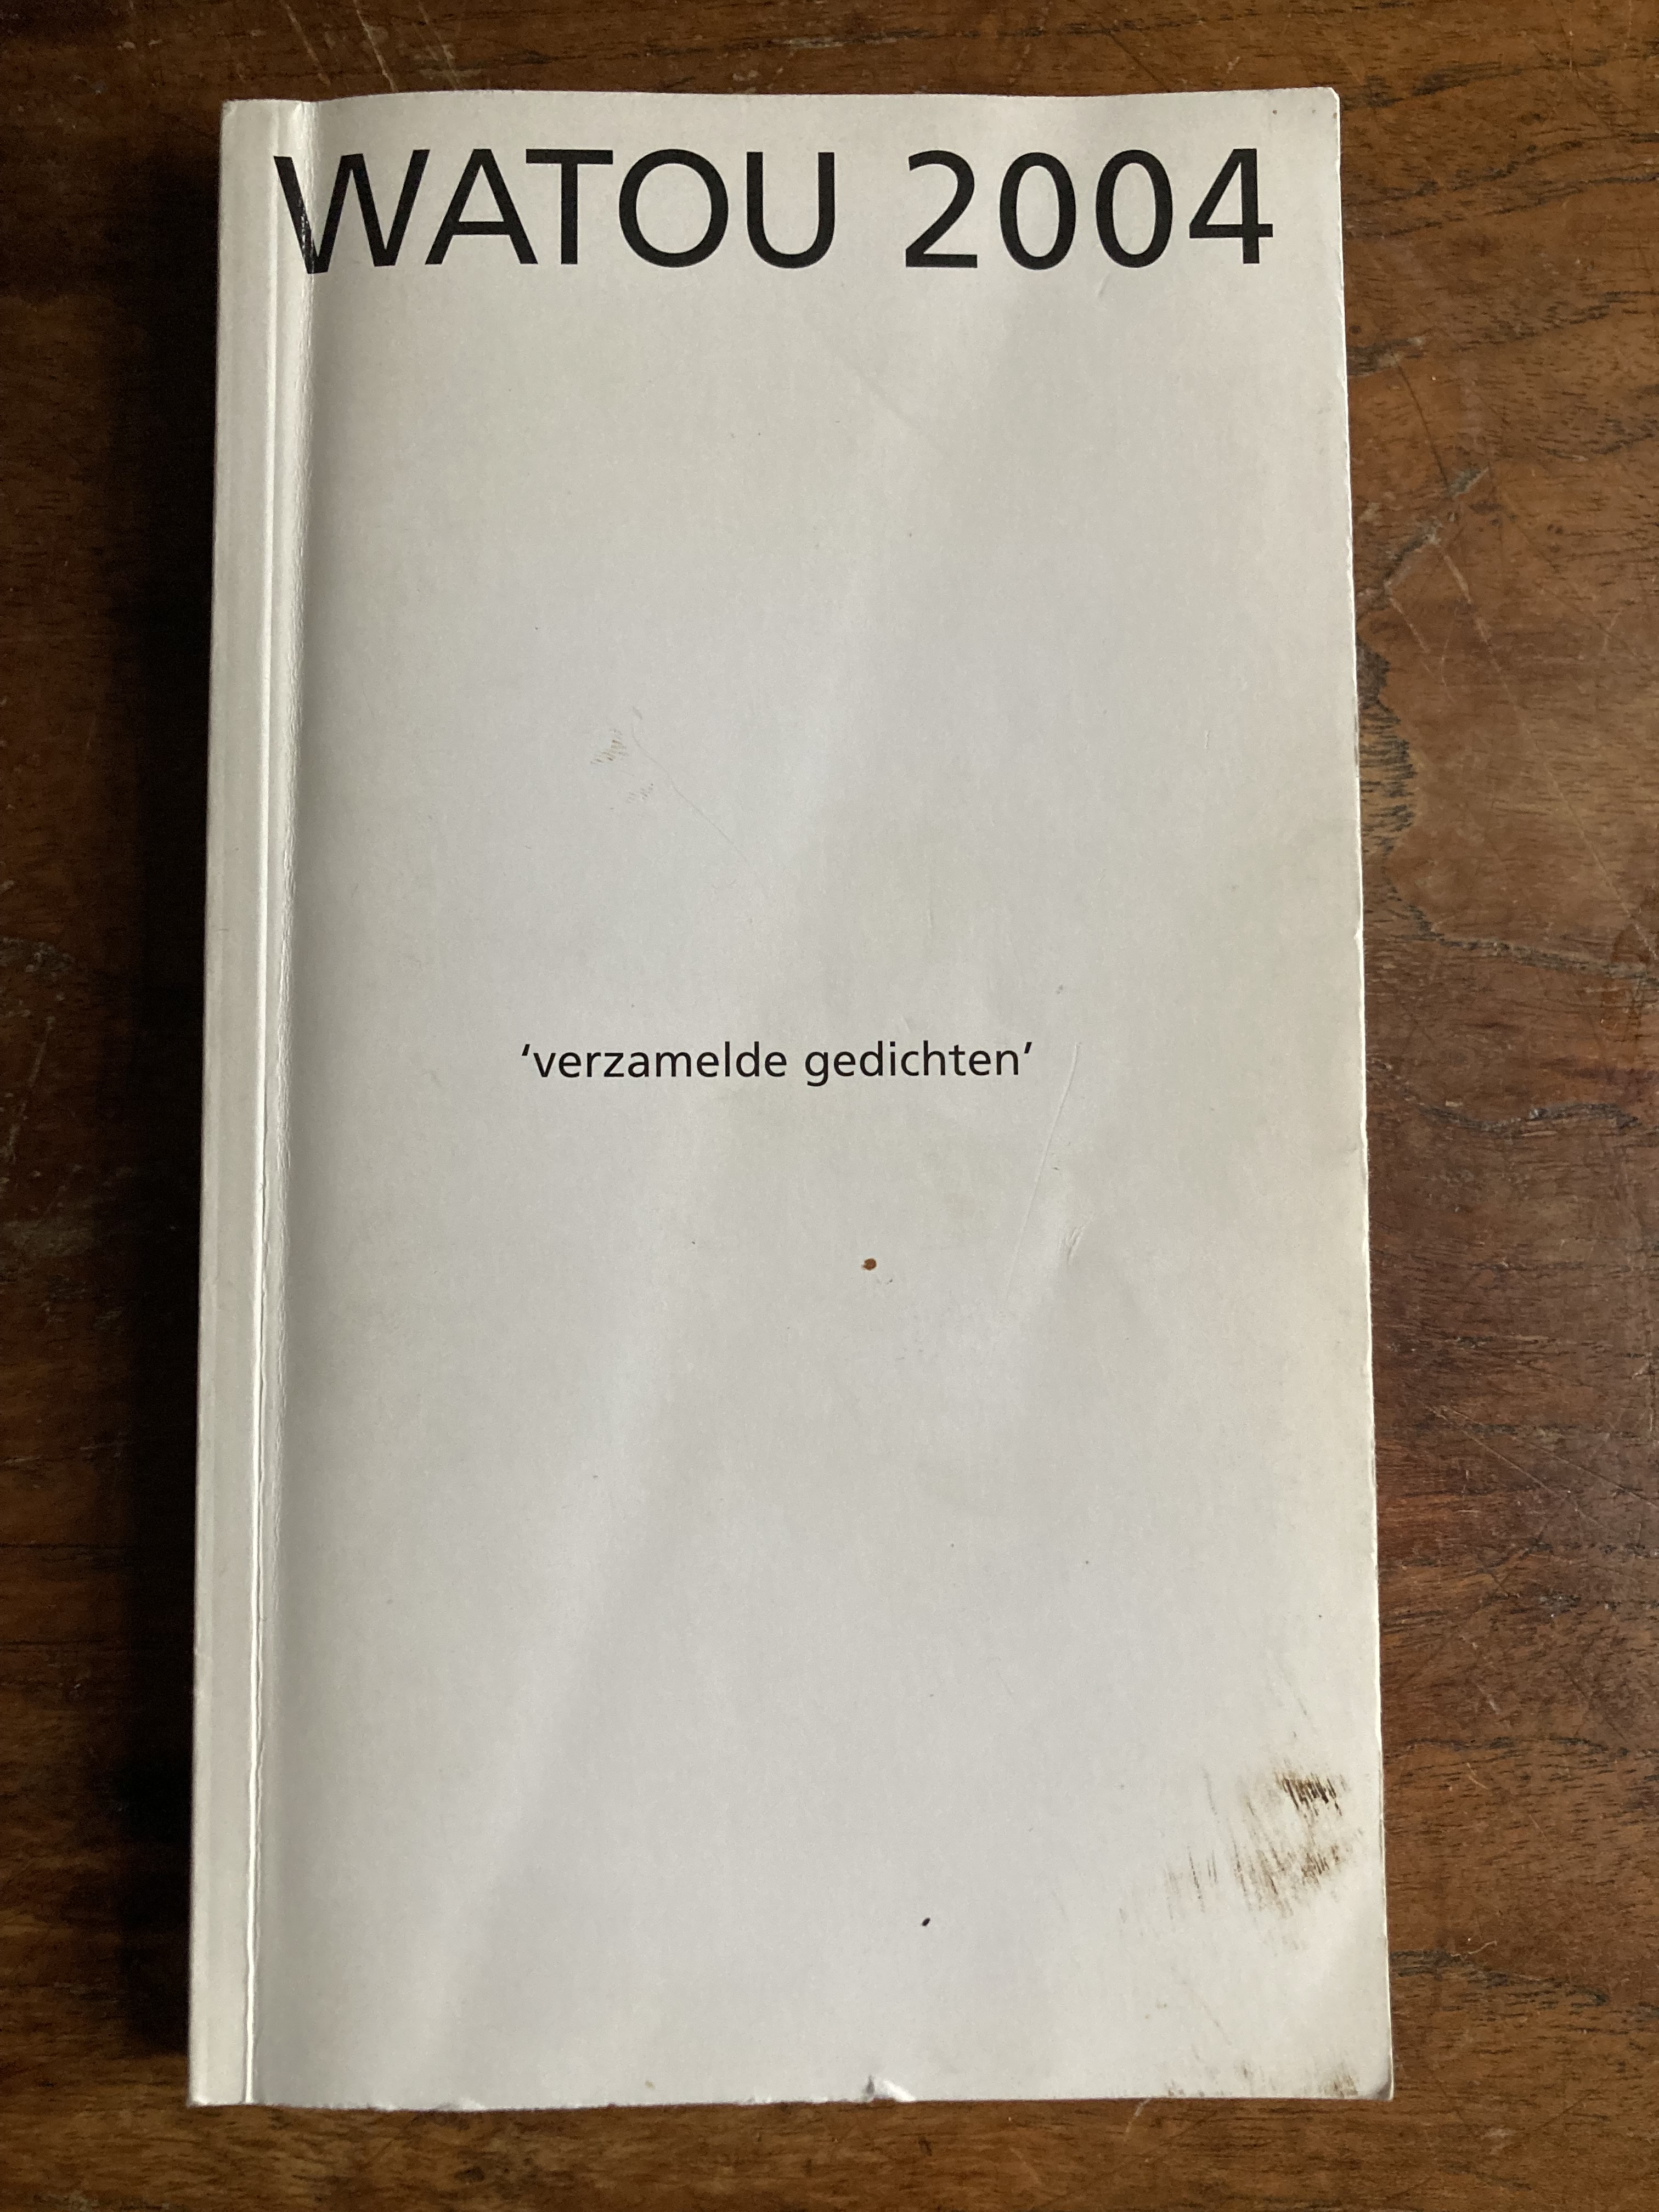 WATOU 2004
‘verzamelde gedichten’